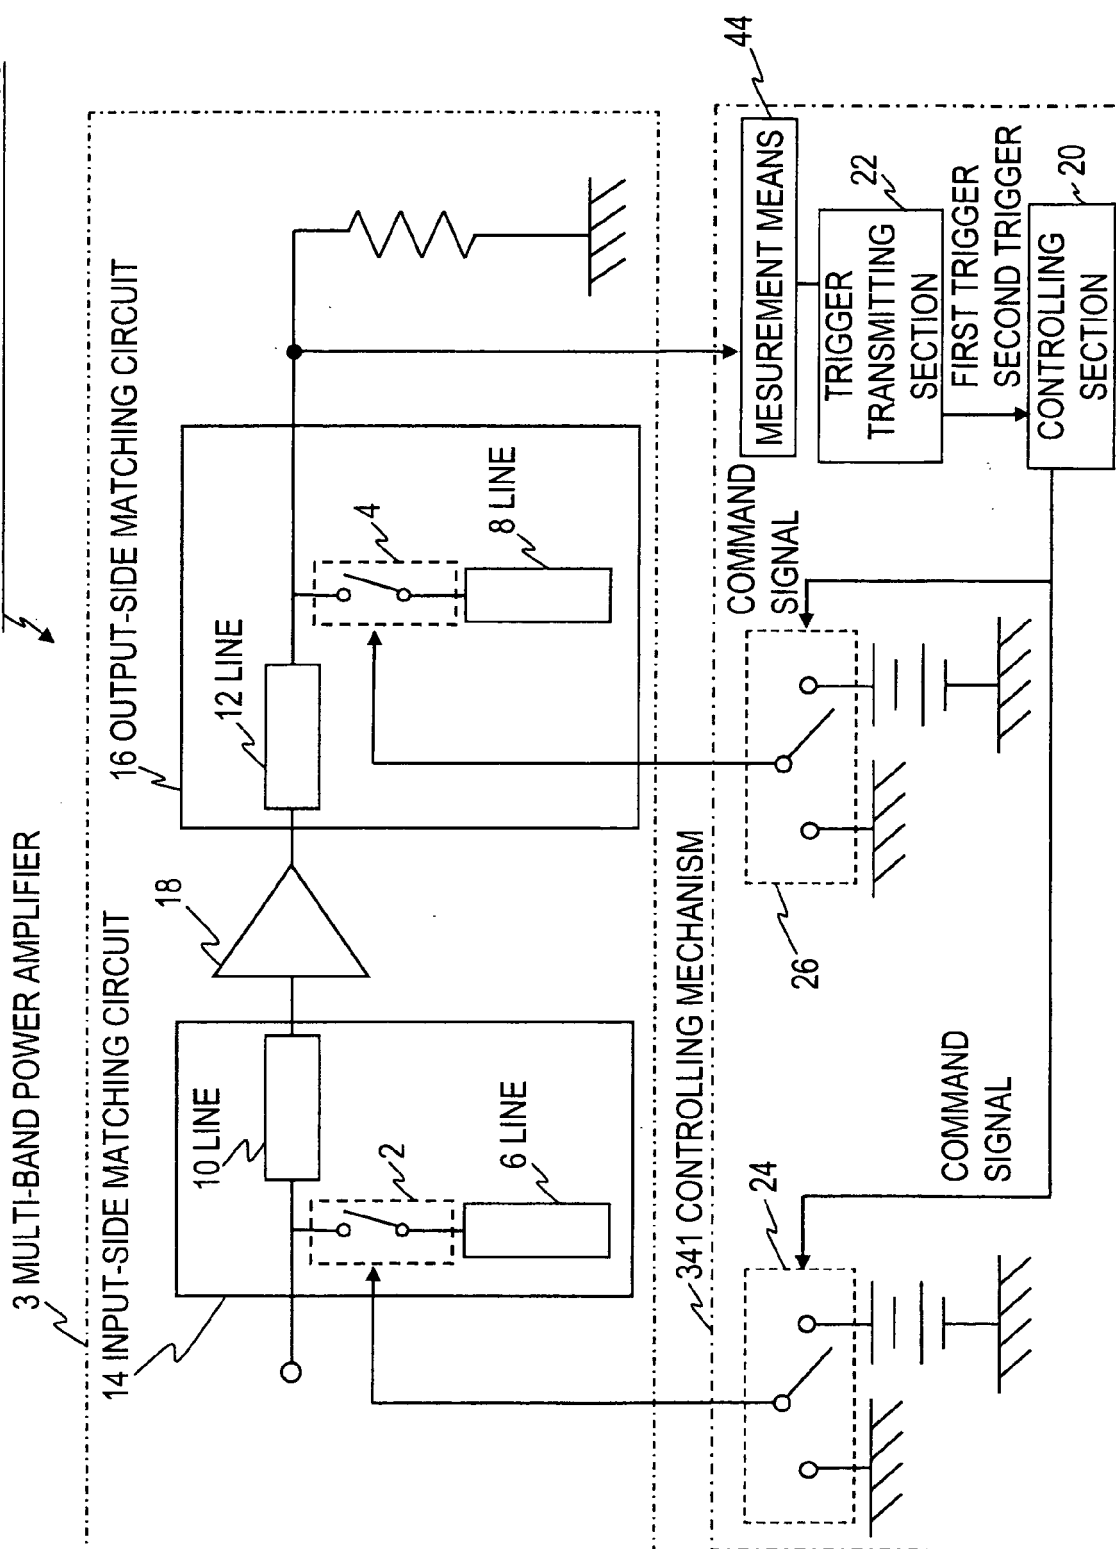 3 MULTI-BAND POWER AMPLIFIER
14 INPUT-SIDE MATCHING CIRCUIT
16 OUTPUT-SIDE MATCHING CIRCUIT
10 LINE
18
12 LINE
2
6 LINE
4
8 LINE
341 CONTROLLING MECHANISM
24
26
COMMAND
SIGNAL
COMMAND
SIGNAL
44
MESUREMENT MEANS
22
TRIGGER
TRANSMITTING
SECTION
FIRST TRIGGER
SECOND TRIGGER
20
CONTROLLING
SECTION